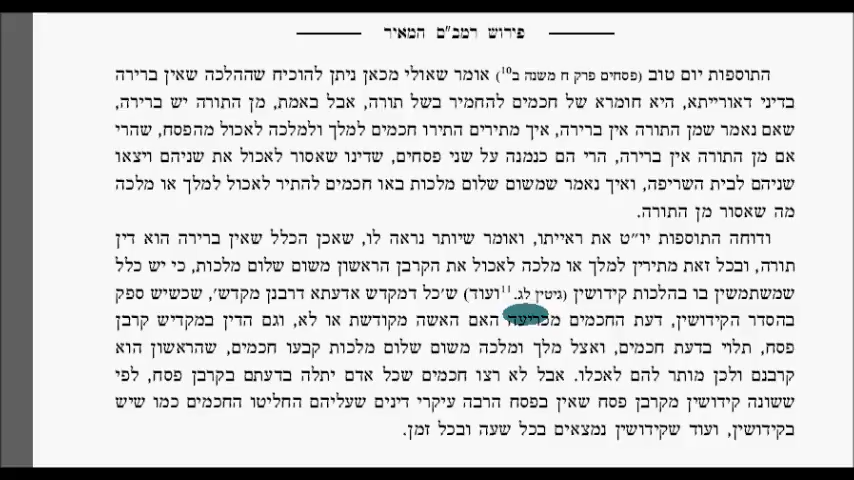 פירוש רמב"ם המאיר
התוספות יום טוב (פסחים פרק ח משנה ב10) אומר שאולי מכאן ניתן להוכיח שההלכה שאין ברירה
בדיני דאורייתא, היא חומרא של חכמים להחמיר בשל תורה, אבל באמת, מן התורה יש ברירה,
שאם נאמר שמן התורה אין ברירה, איך מתירים התירו חכמים למלך ולמלכה לאכול מהפסח, שהרי
אם מן התורה אין ברירה, הרי הם כנמנה על שני פסחים, שדינו שאסור לאכול את שניהם ויצאו
שניהם לבית השריפה, ואיך נאמר שמשום שלום מלכות באו חכמים להתיר לאכול למלך או מלכה
מה שאסור מן התורה.
ודוחה התוספות יו"ט את ראייתו, ואומר שיותר נראה לו, שאכן הכלל שאין ברירה הוא דין
תורה, ובכל זאת מתירין למלך או מלכה לאכול את הקרבן הראשון משום שלום מלכות, כי יש כלל
שמשתמשין בו בהלכות קידושין (גיטין לג.11 ועוד) ש'כל דמקדש אדעתא דרבנן מקדש', שכשיש ספק
בהסדר הקידושין, דעת החכמים מכריעה האם האשה מקודשת או לא, וגם הדין במקדיש קרבן
פסח, תלוי בדעת חכמים, ואצל מלך ומלכה משום שלום מלכות קבעו חכמים, שהראשון הוא
קרבנם ולכן מותר להם לאכלו. אבל לא רצו חכמים שכל אדם יתלה בדעתם בקרבן פסח, לפי
ששונה קידושין מקרבן פסח שאין בפסח הרבה עיקרי דינים שעליהם החליטו החכמים כמו שיש
בקידושין, ועוד שקידושין נמצאים בכל שעה ובכל זמן.